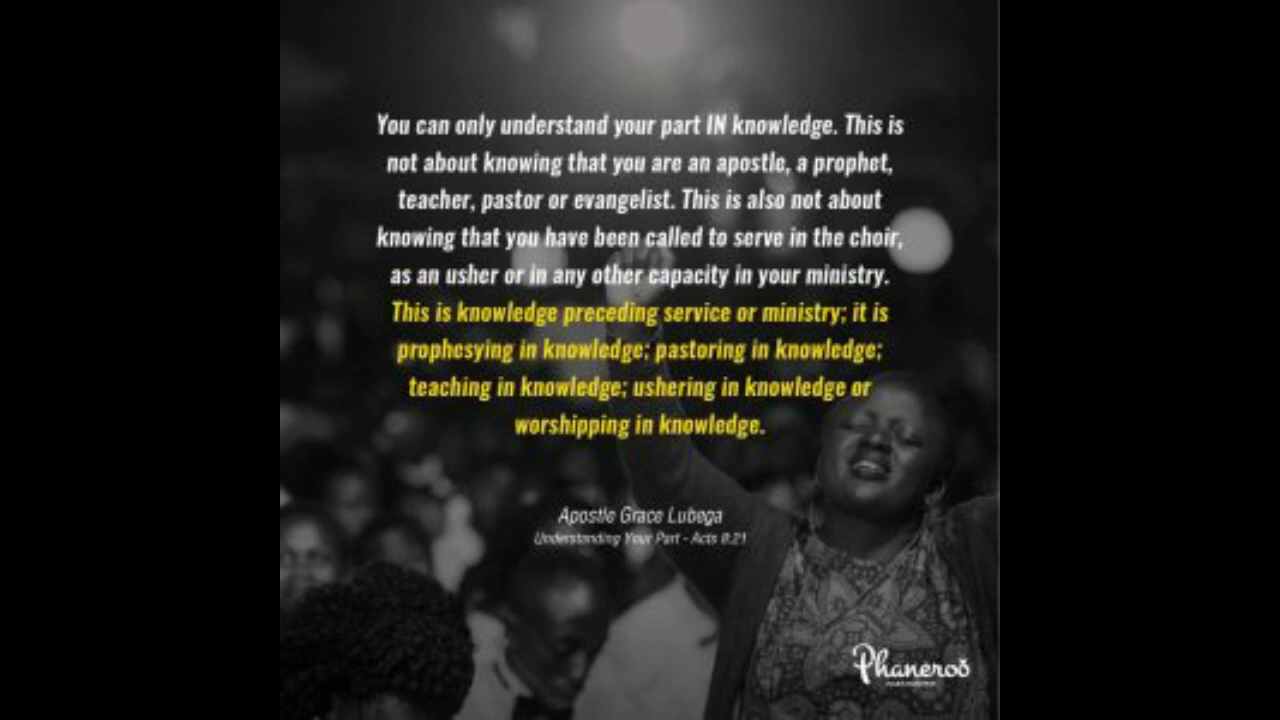 You can only understand your part IN knowledge. This is
not about knowing that you are an apostle, a prophet,
teacher, pastor or evangelist. This is also not about
knowing that you have been called to serve in the choir,
as an usher or in any other capacity in your ministry.
This is knowledge preceding service or ministry; it is
prophesying in knowledge; pastoring in knowledge;
teaching in knowledge; ushering in knowledge or
worshipping in knowledge.
Apostle Grace Lubega
Understanding Your Part - Acts 8:21
Phaneroo